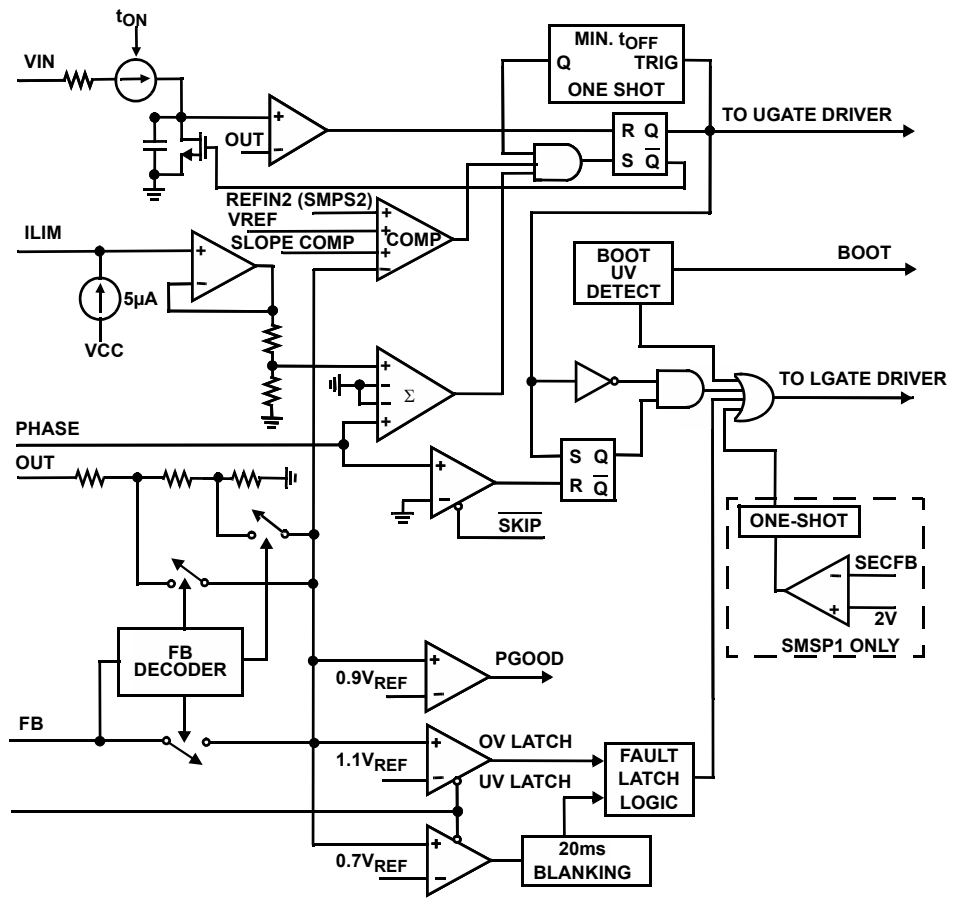 tON
VIN
MIN. tOFF
Q TRIG
ONE SHOT
+
OUT
−
R Q
S Q
TO UGATE DRIVER
REFIN2 (SMPS2)
VREF
SLOPE COMP
+
+
+
−
COMP
ILIM
+
−
5µA
VCC
BOOT
UV
DETECT
BOOT
+
−
−
+
Σ
TO LGATE DRIVER
PHASE
OUT
+
−
SKIP
S Q
R Q
ONE-SHOT
−
+
SECFB
2V
SMSP1 ONLY
FB
DECODER
FB
+
−
0.9VREF
PGOOD
+
−
1.1VREF
OV LATCH
UV LATCH
FAULT
LATCH
LOGIC
+
−
0.7VREF
20ms
BLANKING